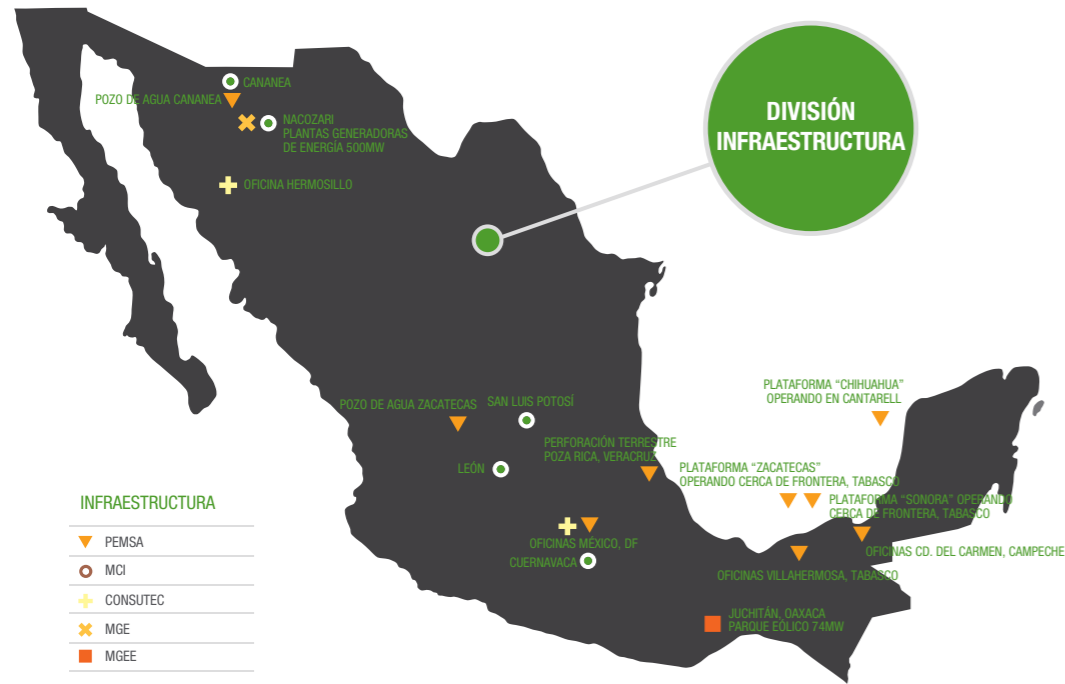 DIVISIÓN
INFRAESTRUCTURA
CANANEA
POZO DE AGUA CANANEA
NACOZARI
PLANTAS GENERADORAS
DE ENERGÍA 500MW
OFICINA HERMOSILLO
PLATAFORMA “CHIHUAHUA”
OPERANDO EN CANTARELL
POZO DE AGUA ZACATECAS
SAN LUIS POTOSÍ
PERFORACIÓN TERRESTRE
POZA RICA, VERACRUZ
LEÓN
PLATAFORMA “ZACATECAS”
OPERANDO CERCA DE FRONTERA, TABASCO
PLATAFORMA “SONORA” OPERANDO
CERCA DE FRONTERA, TABASCO
OFICINAS MÉXICO, DF
CUERNAVACA
OFICINAS CD. DEL CARMEN, CAMPECHE
OFICINAS VILLAHERMOSA, TABASCO
JUCHITÁN, OAXACA
PARQUE EÓLICO 74MW
INFRAESTRUCTURA
PEMSA
MCI
CONSUTEC
MGE
MGEE